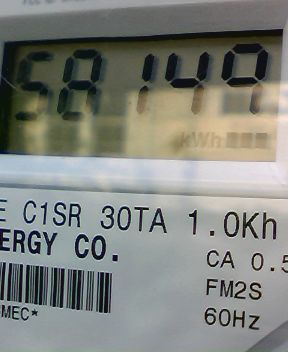 58149
kWh
E C1SR 30TA 1.0Kh
ERGY CO.
CA 0.5
FM2S
MEC*
60Hz